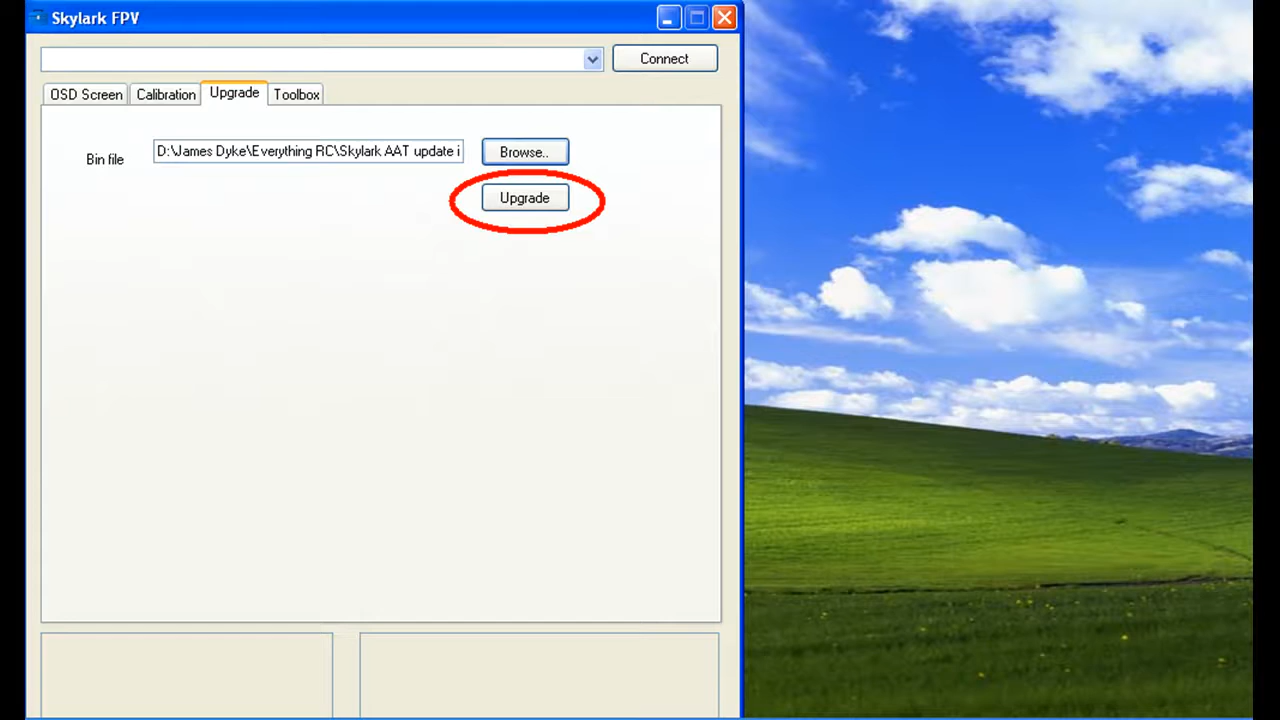 Skylark FPV
Connect
OSD Screen Calibration Upgrade Toolbox
Bin file D:\James Dyke\Everything RC\Skylark AAT update i Browse..
Upgrade